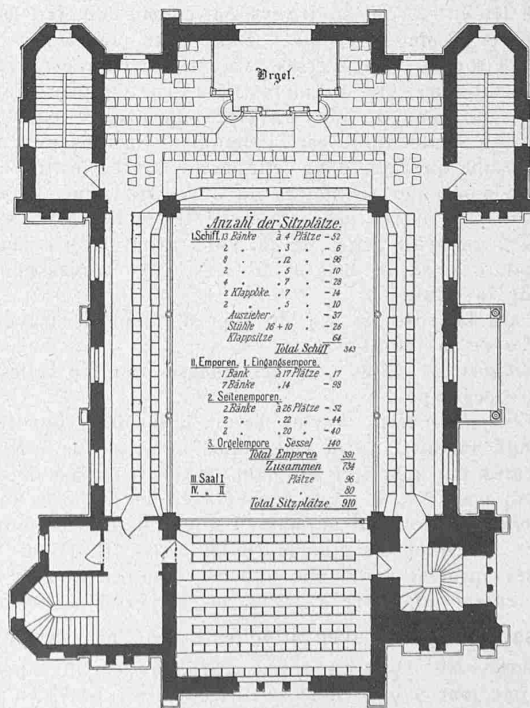 Orgel.
Anzahl der Sitzplätze.
I. Schiff. 13 Bänke à 4 Plätze - 52
2 " " 3 " - 6
8 " " 12 " - 96
2 " " 5 " - 10
4 " " 7 " - 28
2 Klappbke. " 7 " - 14
2 " " 5 " - 10
Auszieher - 37
Stühle 16 + 10 " - 26
Klappsitze 64
Total Schiff 343
II. Emporen. 1. Eingangsempore.
1 Bank à 17 Plätze - 17
7 Bänke " 14 " - 98
2. Seitenemporen.
2 Bänke à 26 Plätze - 52
2 " " 22 " - 44
2 " " 20 " - 40
3. Orgelempore Sessel 140
Total Emporen 391
Zusammen 734
III. Saal I Plätze 96
IV. " II " 80
Total Sitzplätze 910